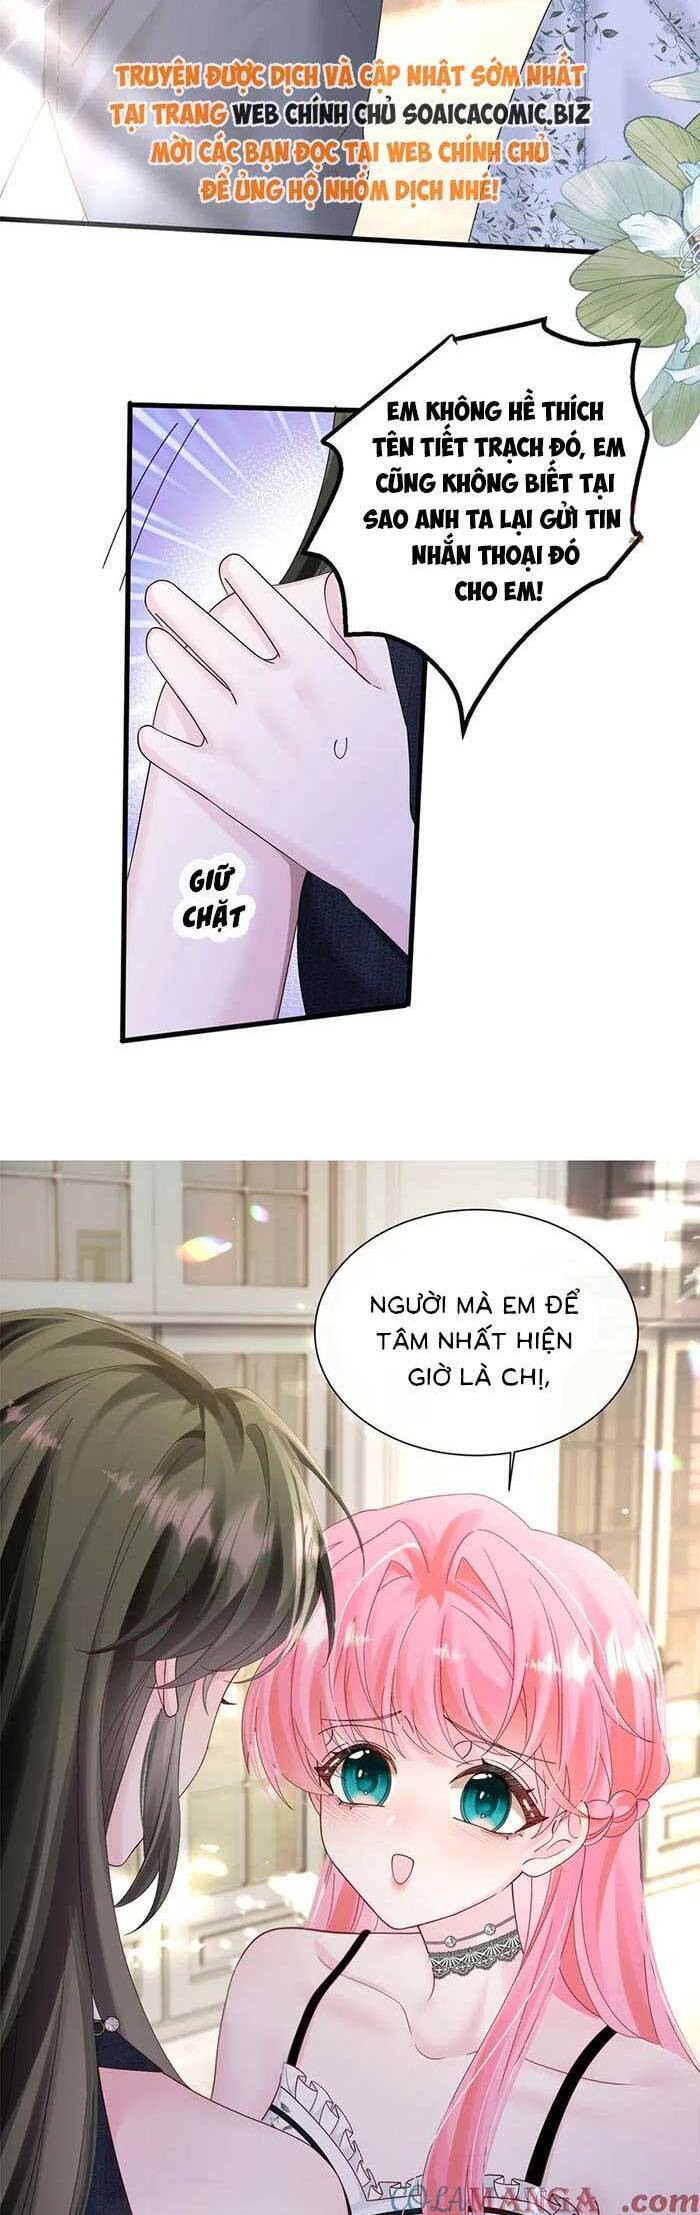 TRUYỆN ĐƯỢC DỊCH VÀ CẬP NHẬT SỚM NHẤT
TẠI TRANG WEB CHÍNH CHỦ SOAICACOMIC.BIZ
MỜI CÁC BẠN ĐỌC TẠI WEB CHÍNH CHỦ
ĐỂ ỦNG HỘ NHÓM DỊCH NHÉ!
EM KHÔNG HỀ THÍCH
TÊN TIẾT TRẠCH ĐÓ, EM
CŨNG KHÔNG BIẾT TẠI
SAO ANH TA LẠI GỬI TIN
NHẮN THOẠI ĐÓ
CHO EM!
GIỮ
CHẶT
NGƯỜI MÀ EM ĐỂ
TÂM NHẤT HIỆN
GIỜ LÀ CHỊ,
COLAMANGA.COM